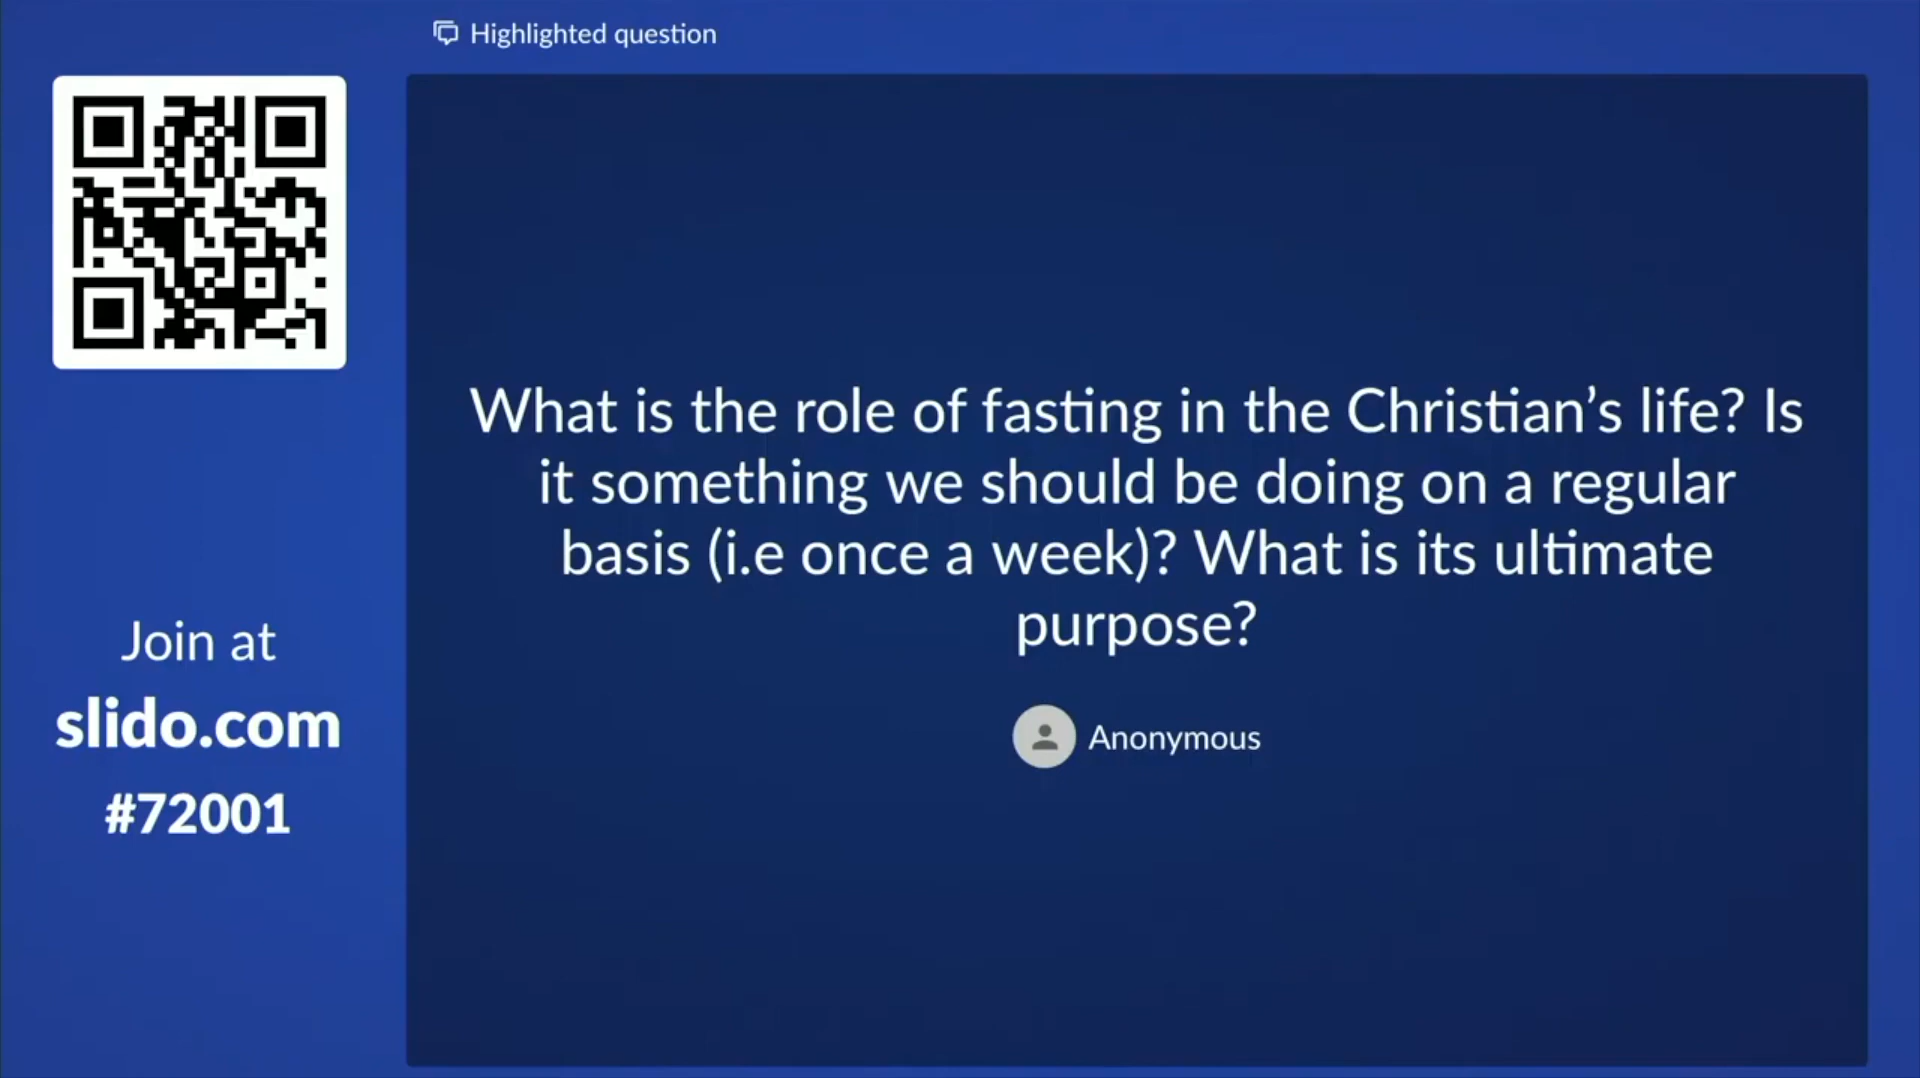 Highlighted question
What is the role of fasting in the Christian’s life? Is
it something we should be doing on a regular
basis (i.e once a week)? What is its ultimate
purpose?
Anonymous
Join at
slido.com
#72001